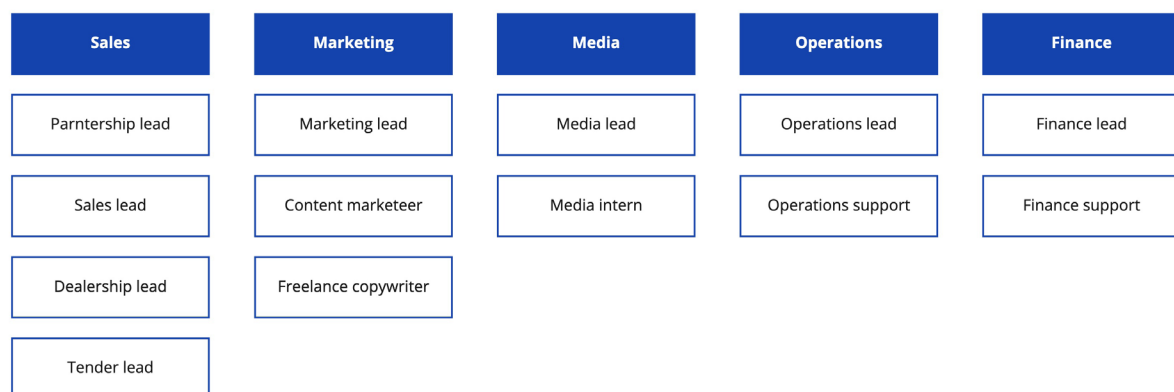 Sales
Parntership lead
Sales lead
Dealership lead
Tender lead
Marketing
Marketing lead
Content marketeer
Freelance copywriter
Media
Media lead
Media intern
Operations
Operations lead
Operations support
Finance
Finance lead
Finance support